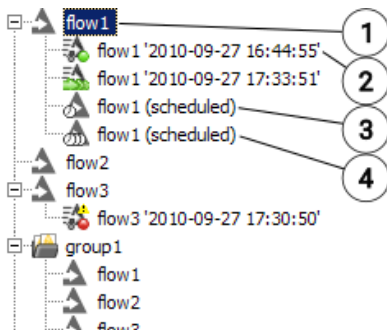 flow1
1
flow1 '2010-09-27 16:44:55'
2
flow1 '2010-09-27 17:33:51'
flow1 (scheduled)
3
flow1 (scheduled)
4
flow2
flow3
flow3 '2010-09-27 17:30:50'
group1
flow1
flow2
flow3